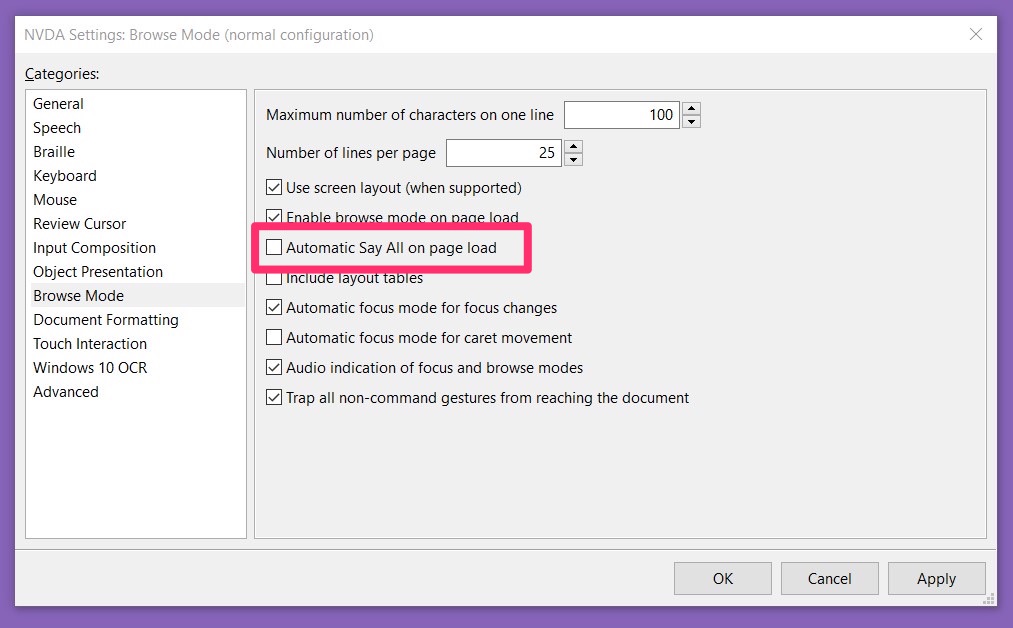 NVDA Settings: Browse Mode (normal configuration)
Categories:
General
Speech
Braille
Keyboard
Mouse
Review Cursor
Input Composition
Object Presentation
Browse Mode
Document Formatting
Touch Interaction
Windows 10 OCR
Advanced
Maximum number of characters on one line 100
Number of lines per page 25
Use screen layout (when supported)
Enable browse mode on page load
Automatic Say All on page load
Include layout tables
Automatic focus mode for focus changes
Automatic focus mode for caret movement
Audio indication of focus and browse modes
Trap all non-command gestures from reaching the document
OK Cancel Apply